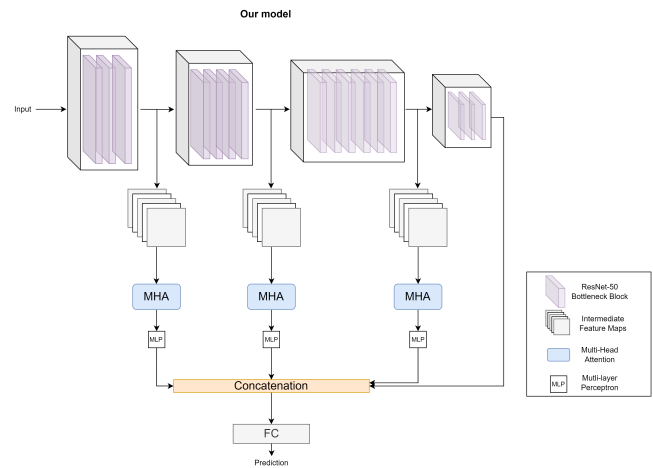 Our model
Input
MHA
MHA
MHA
MLP
MLP
MLP
Concatenation
FC
Prediction
ResNet-50
Bottleneck Block
Intermediate
Feature Maps
Multi-Head
Attention
MLP
Mutli-layer
Perceptron